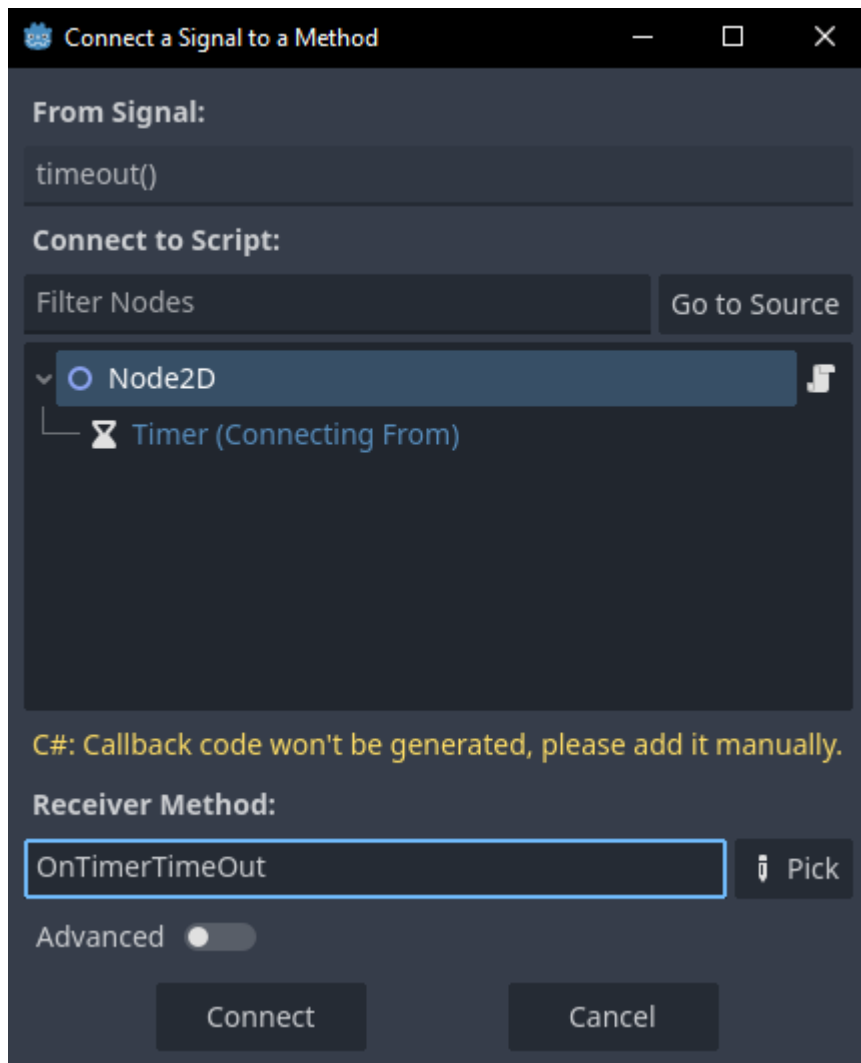 Connect a Signal to a Method
From Signal:
timeout()
Connect to Script:
Filter Nodes
Go to Source
Node2D
Timer (Connecting From)
C#: Callback code won't be generated, please add it manually.
Receiver Method:
OnTimerTimeOut
Pick
Advanced
Connect
Cancel